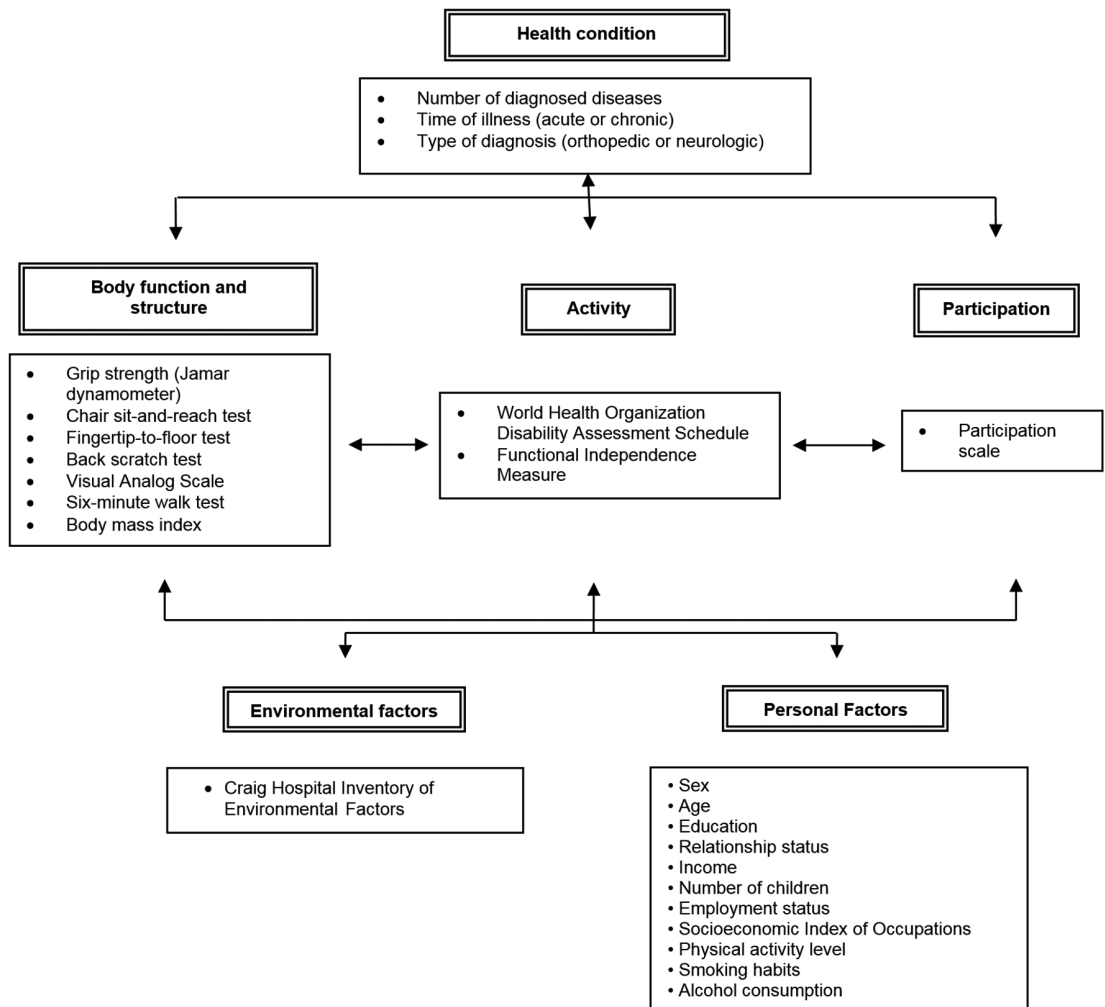 Health condition
• Number of diagnosed diseases
• Time of illness (acute or chronic)
• Type of diagnosis (orthopedic or neurologic)
Body function and
structure
• Grip strength (Jamar
dynamometer)
• Chair sit-and-reach test
• Fingertip-to-floor test
• Back scratch test
• Visual Analog Scale
• Six-minute walk test
• Body mass index
Activity
• World Health Organization
Disability Assessment Schedule
• Functional Independence
Measure
Participation
• Participation
scale
Environmental factors
• Craig Hospital Inventory of
Environmental Factors
Personal Factors
• Sex
• Age
• Education
• Relationship status
• Income
• Number of children
• Employment status
• Socioeconomic Index of Occupations
• Physical activity level
• Smoking habits
• Alcohol consumption